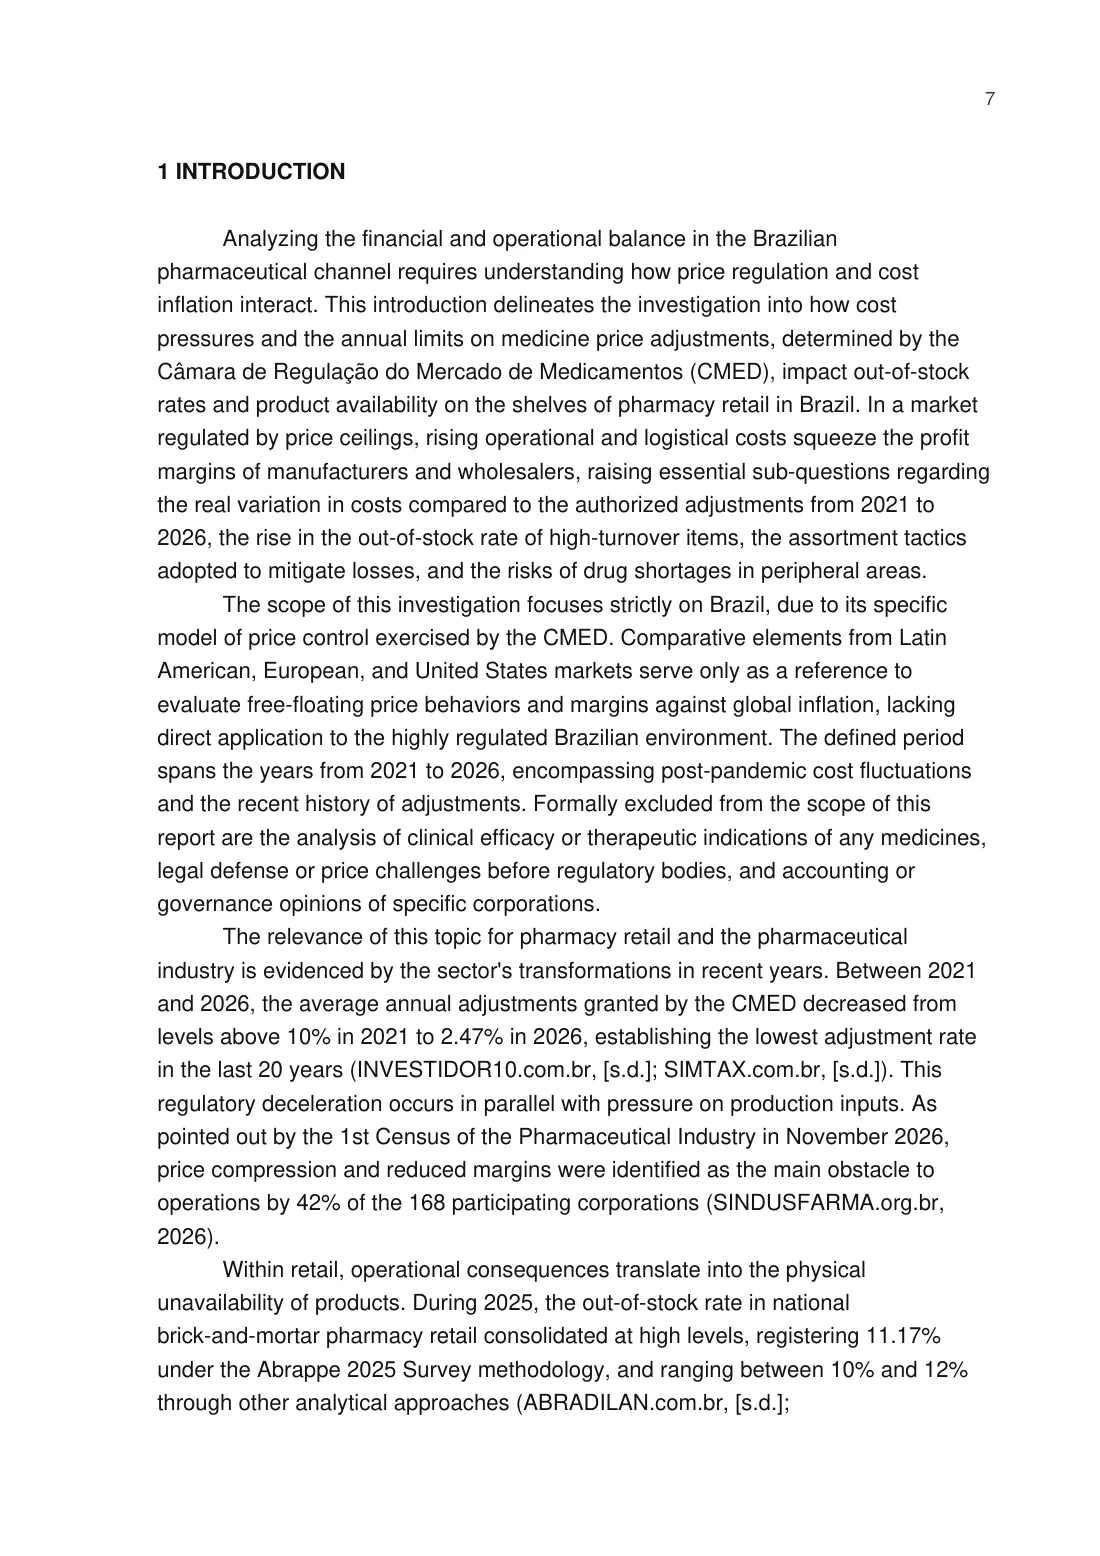 7
1 INTRODUCTION
Analyzing the financial and operational balance in the Brazilian
pharmaceutical channel requires understanding how price regulation and cost
inflation interact. This introduction delineates the investigation into how cost
pressures and the annual limits on medicine price adjustments, determined by the
Câmara de Regulação do Mercado de Medicamentos (CMED), impact out-of-stock
rates and product availability on the shelves of pharmacy retail in Brazil. In a market
regulated by price ceilings, rising operational and logistical costs squeeze the profit
margins of manufacturers and wholesalers, raising essential sub-questions regarding
the real variation in costs compared to the authorized adjustments from 2021 to
2026, the rise in the out-of-stock rate of high-turnover items, the assortment tactics
adopted to mitigate losses, and the risks of drug shortages in peripheral areas.
The scope of this investigation focuses strictly on Brazil, due to its specific
model of price control exercised by the CMED. Comparative elements from Latin
American, European, and United States markets serve only as a reference to
evaluate free-floating price behaviors and margins against global inflation, lacking
direct application to the highly regulated Brazilian environment. The defined period
spans the years from 2021 to 2026, encompassing post-pandemic cost fluctuations
and the recent history of adjustments. Formally excluded from the scope of this
report are the analysis of clinical efficacy or therapeutic indications of any medicines,
legal defense or price challenges before regulatory bodies, and accounting or
governance opinions of specific corporations.
The relevance of this topic for pharmacy retail and the pharmaceutical
industry is evidenced by the sector's transformations in recent years. Between 2021
and 2026, the average annual adjustments granted by the CMED decreased from
levels above 10% in 2021 to 2.47% in 2026, establishing the lowest adjustment rate
in the last 20 years (INVESTIDOR10.com.br, [s.d.]; SIMTAX.com.br, [s.d.]). This
regulatory deceleration occurs in parallel with pressure on production inputs. As
pointed out by the 1st Census of the Pharmaceutical Industry in November 2026,
price compression and reduced margins were identified as the main obstacle to
operations by 42% of the 168 participating corporations (SINDUSFARMA.org.br,
2026).
Within retail, operational consequences translate into the physical
unavailability of products. During 2025, the out-of-stock rate in national
brick-and-mortar pharmacy retail consolidated at high levels, registering 11.17%
under the Abrappe 2025 Survey methodology, and ranging between 10% and 12%
through other analytical approaches (ABRADILAN.com.br, [s.d.];